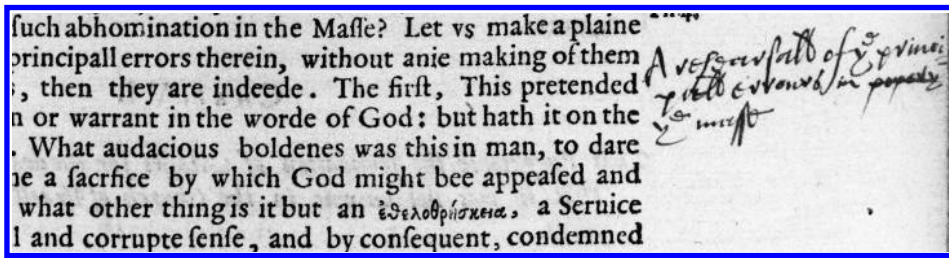 ſuch abhomination in the Maſſe? Let vs make a plaine
principall errors therein, without anie making of them
, then they are indeede. The firſt, This pretended
n or warrant in the worde of God: but hath it on the
. What audacious boldenes was this in man, to dare
ne a ſacrfice by which God might bee appeaſed and
what other thing is it but an ἐθελοθρήσκεια, a Seruice
l and corrupte ſenſe, and by conſequent, condemned
A rehearsall of ye princi
pall errours in popery
ye masse